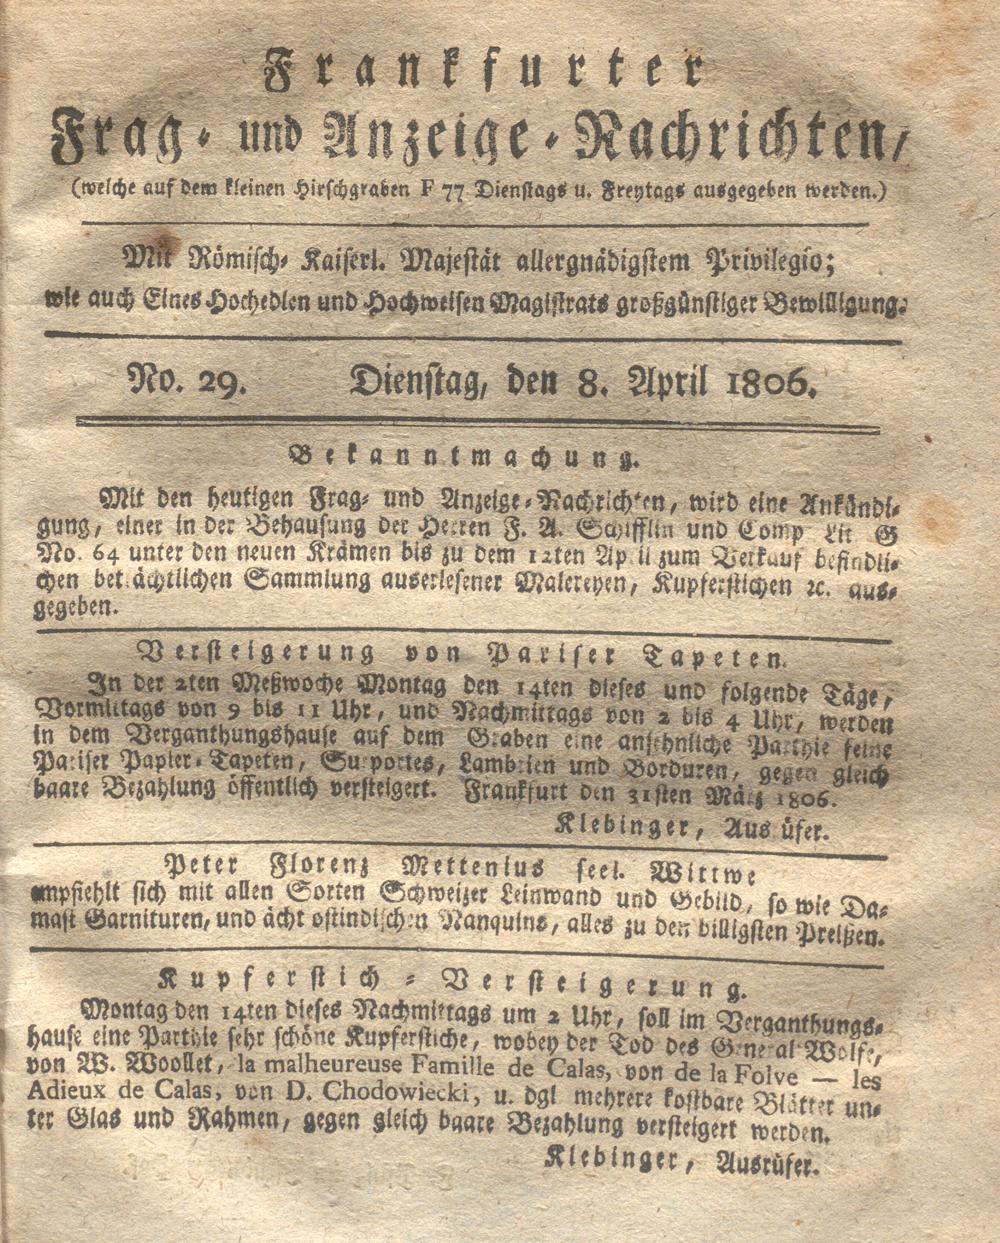 Frankfurter
Frag- und Anzeige-Nachrichten,
(welche auf dem kleinen Hirschgraben F 77 Dienstags u. Freytags ausgegeben werden.)
Mit Römisch- Kaiserl. Majestät allergnädigstem Privilegio;
wie auch Eines Hochedlen und Hochweisen Magistrats großgünstiger Bewilligung.
No. 29. Dienstag, den 8. April 1806.
Bekanntmachung.
Mit den heutigen Frag- und Anzeige-Nachrichten, wird eine Ankündi-
gung, einer in der Behausung der Herren F. A. Schifflin und Comp Lit G
No. 64 unter den neuen Krämen bis zu dem 12ten April zum Verkauf befindli-
chen beträchtlichen Sammlung auserlesener Malereyen, Kupferstichen ꝛc. aus-
gegeben.
Versteigerung von Pariser Tapeten.
In der 2ten Meßwoche Montag den 14ten dieses und folgende Täge,
Vormittags von 9 bis 11 Uhr, und Nachmittags von 2 bis 4 Uhr, werden
in dem Verganthungshause auf dem Graben eine ansehnliche Parthie feine
Pariser Papier-Tapeten, Surportes, Lambrien und Borduren, gegen gleich
baare Bezahlung öffentlich versteigert. Frankfurt den 31sten März 1806.
Klebinger, Ausrüfer.
Peter Florenz Mettenius seel. Wittwe
empfiehlt sich mit allen Sorten Schweizer Leinwand und Gebild, so wie Da-
mast Garnituren, und ächt ostindischen Nanquins, alles zu den billigsten Preißen.
Kupferstich-Versteigerung.
Montag den 14ten dieses Nachmittags um 2 Uhr, soll im Verganthungs-
hause eine Parthie sehr schöne Kupferstiche, wobey der Tod des General Wolfe,
von W. Woollet, la malheureuse Famille de Calas, von de la Folve — les
Adieux de Calas, von D. Chodowiecki, u. dgl mehrere kostbare Blätter un-
ter Glas und Rahmen, gegen gleich baare Bezahlung versteigert werden.
Klebinger, Ausrüfer.